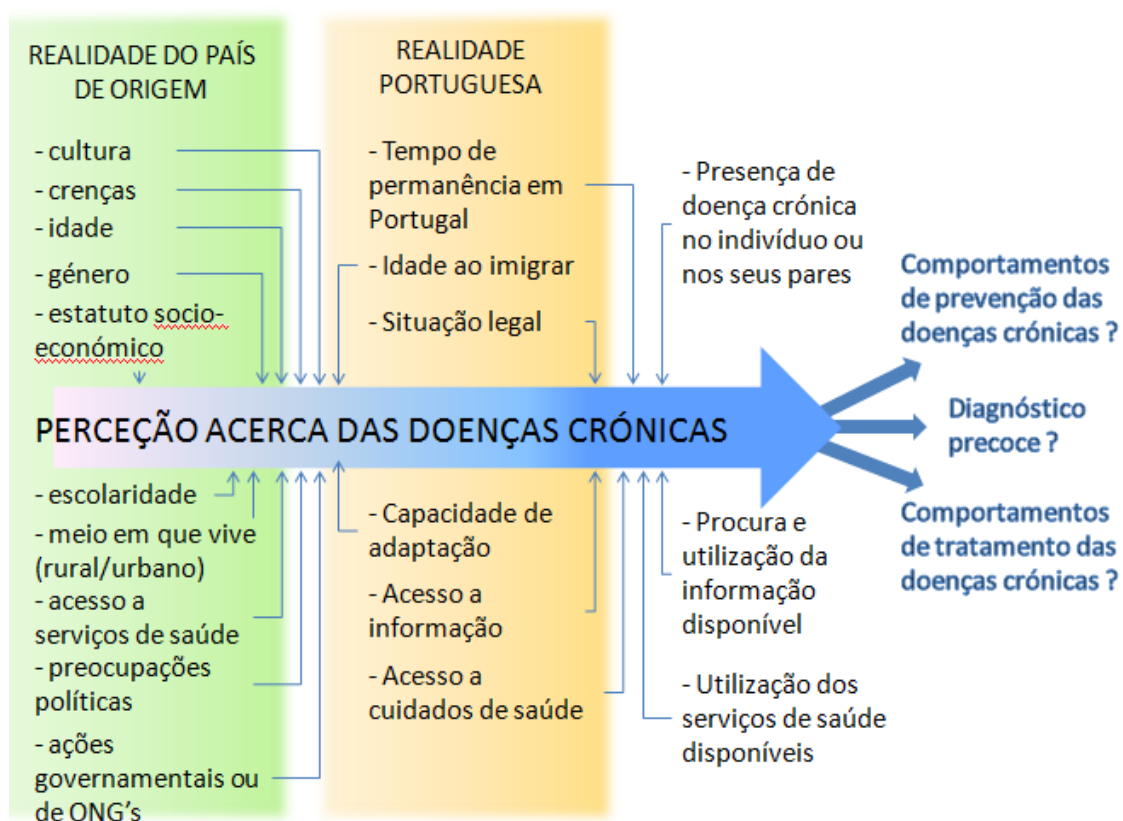 REALIDADE DO PAÍS
DE ORIGEM
- cultura
- crenças
- idade
- género
- estatuto socio-
económico
REALIDADE
PORTUGUESA
- Tempo de
permanência em
Portugal
- Idade ao imigrar
- Situação legal
- Presença de
doença crónica
no indivíduo ou
nos seus pares
PERCEÇÃO ACERCA DAS DOENÇAS CRÓNICAS
- escolaridade
- meio em que vive
(rural/urbano)
- acesso a
serviços de saúde
- preocupações
políticas
- ações
governamentais ou
de ONG's
- Capacidade de
adaptação
- Acesso a
informação
- Acesso a
cuidados de saúde
- Procura e
utilização da
informação
disponível
- Utilização dos
serviços de saúde
disponíveis
Comportamentos
de prevenção das
doenças crónicas ?
Diagnóstico
precoce ?
Comportamentos
de tratamento das
doenças crónicas ?